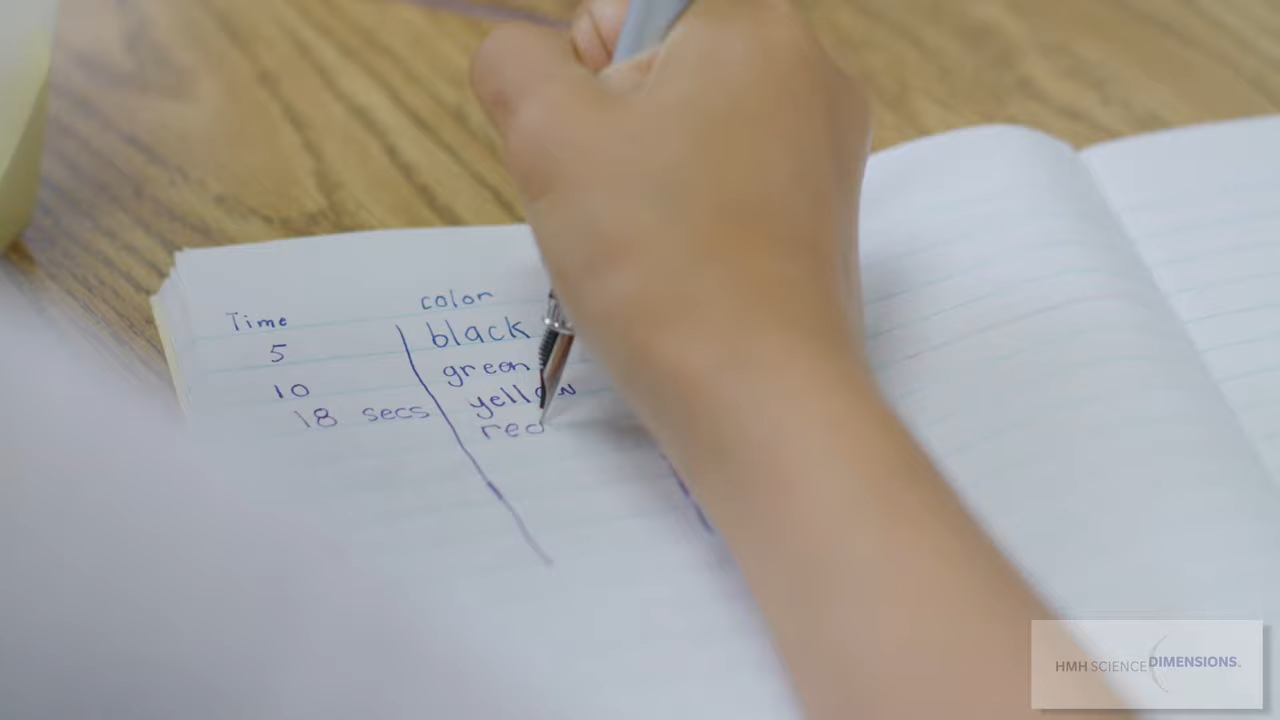 Time color
5 black
10 green
18 secs yellow
red
HMH SCIENCE DIMENSIONS.